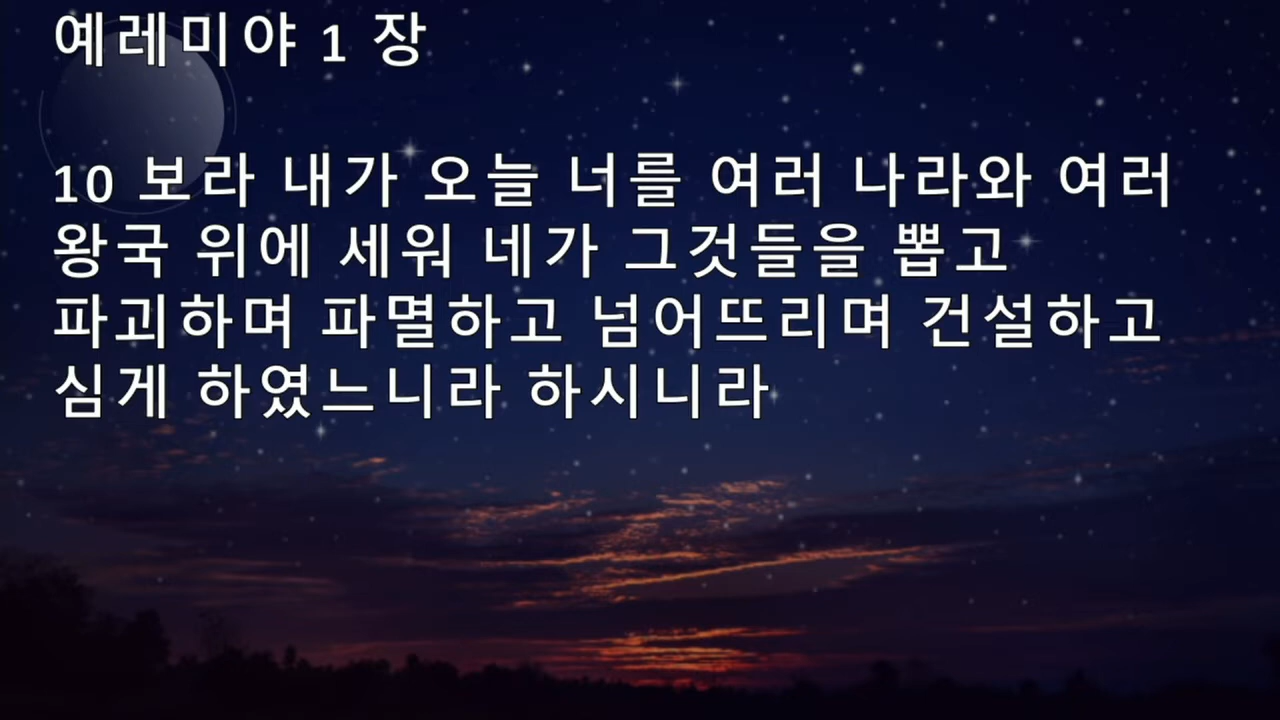 예레미야 1 장
10 보라 내가 오늘 너를 여러 나라와 여러
왕국 위에 세워 네가 그것들을 뽑고
파괴하며 파멸하고 넘어뜨리며 건설하고
심게 하였느니라 하시니라